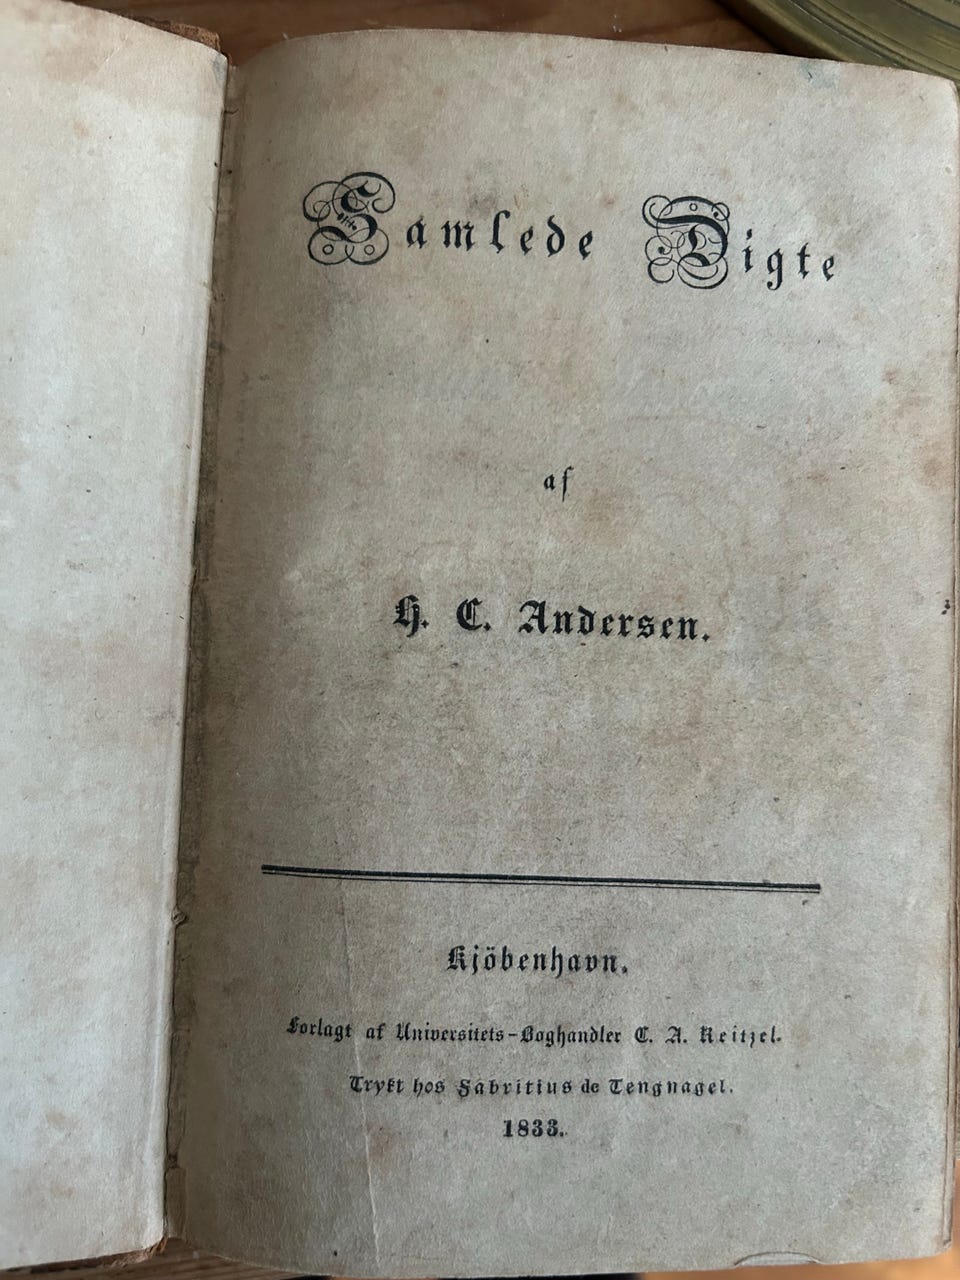 Samlede Digte
af
H. C. Andersen.
Kjöbenhavn.
Forlagt af Universitets-Boghandler C. A. Reitzel.
Trykt hos Fabritius de Tengnagel.
1833.